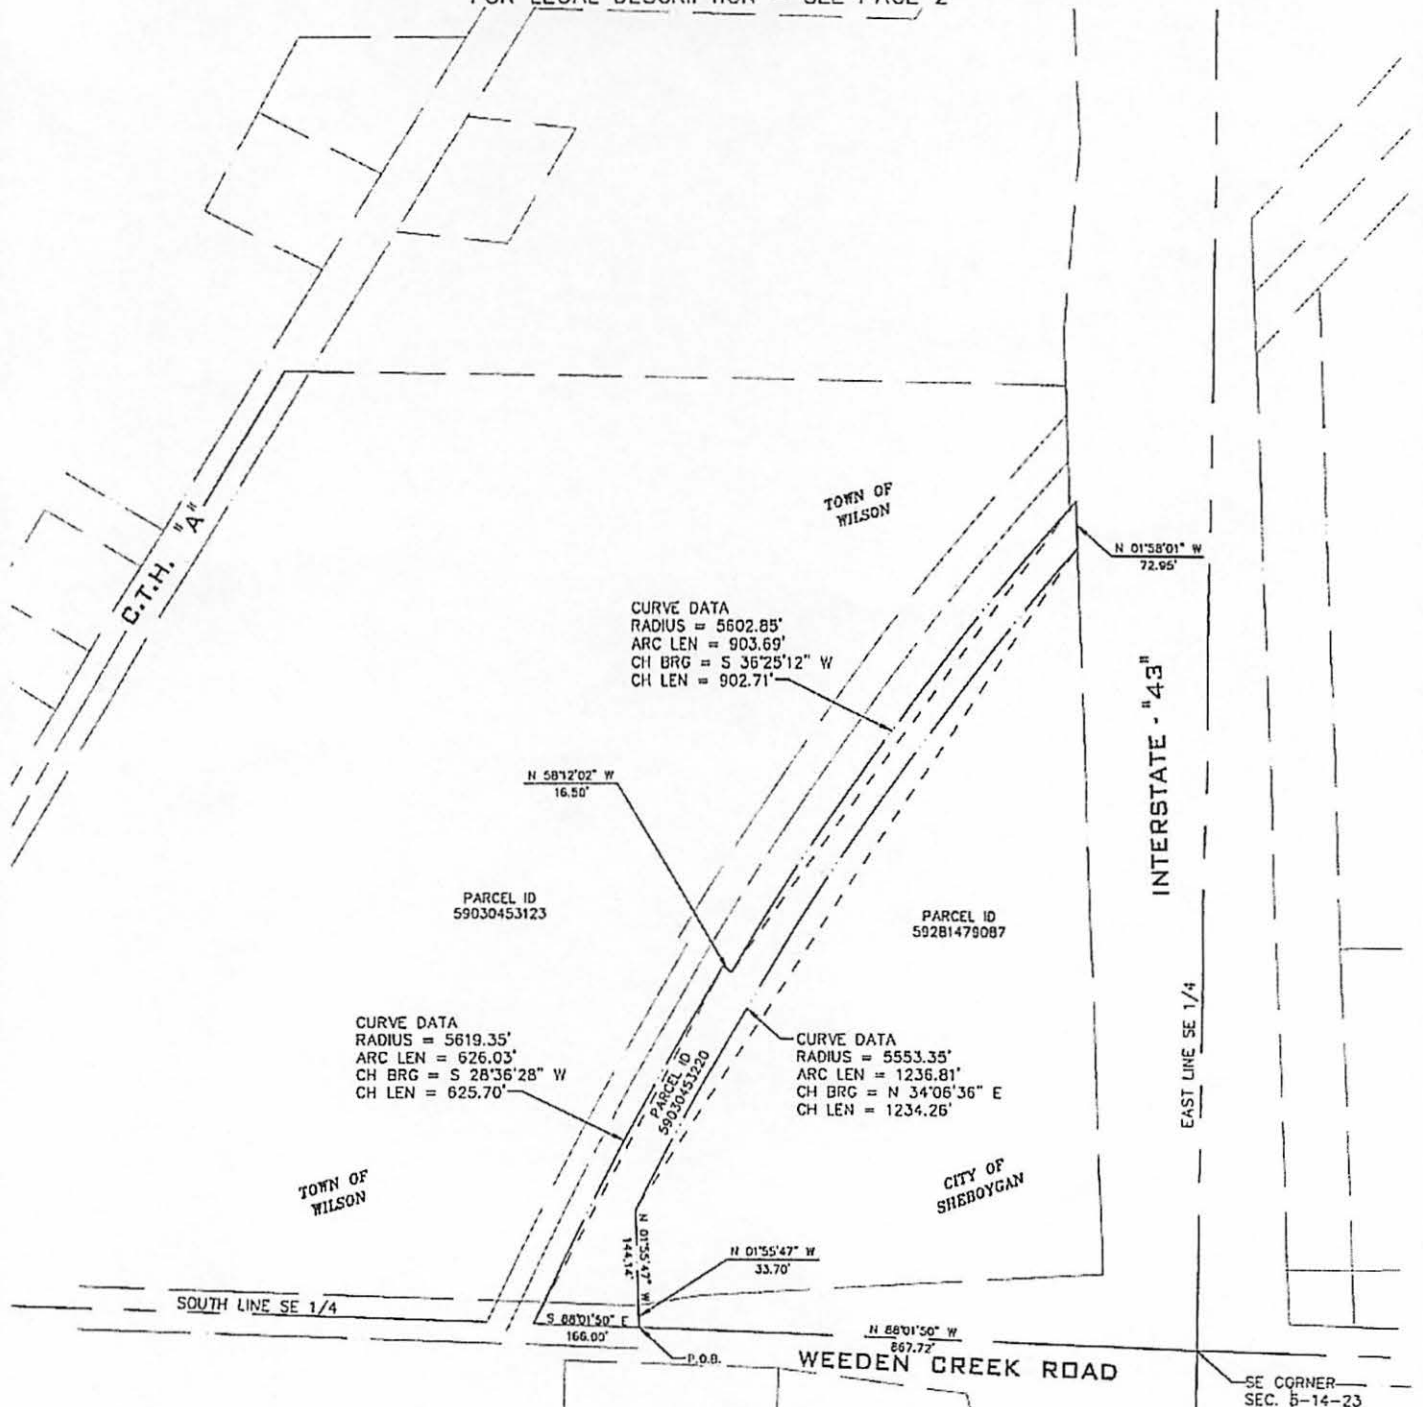 FOR LEGAL DESCRIPTION SEE PAGE 2
TOWN OF
WILSON
N 01°58'01" W
72.95'
C.T.H. "A"
CURVE DATA
RADIUS = 5602.85'
ARC LEN = 903.69'
CH BRG = S 36°25'12" W
CH LEN = 902.71'
INTERSTATE - "43"
N 58°12'02" W
16.50'
PARCEL ID
59030453123
PARCEL ID
59281479087
CURVE DATA
RADIUS = 5619.35'
ARC LEN = 626.03'
CH BRG = S 28°36'28" W
CH LEN = 625.70'
PARCEL ID
59030453220
CURVE DATA
RADIUS = 5553.35'
ARC LEN = 1236.81'
CH BRG = N 34°06'36" E
CH LEN = 1234.26'
EAST LINE SE 1/4
TOWN OF
WILSON
CITY OF
SHEBOYGAN
N 01°55'47" W
144.14'
N 01°55'47" W
33.70'
SOUTH LINE SE 1/4
S 88°01'50" E
166.00'
N 88°01'50" W
867.72'
P.O.B.
WEEDEN CREEK ROAD
SE CORNER
SEC. 5-14-23